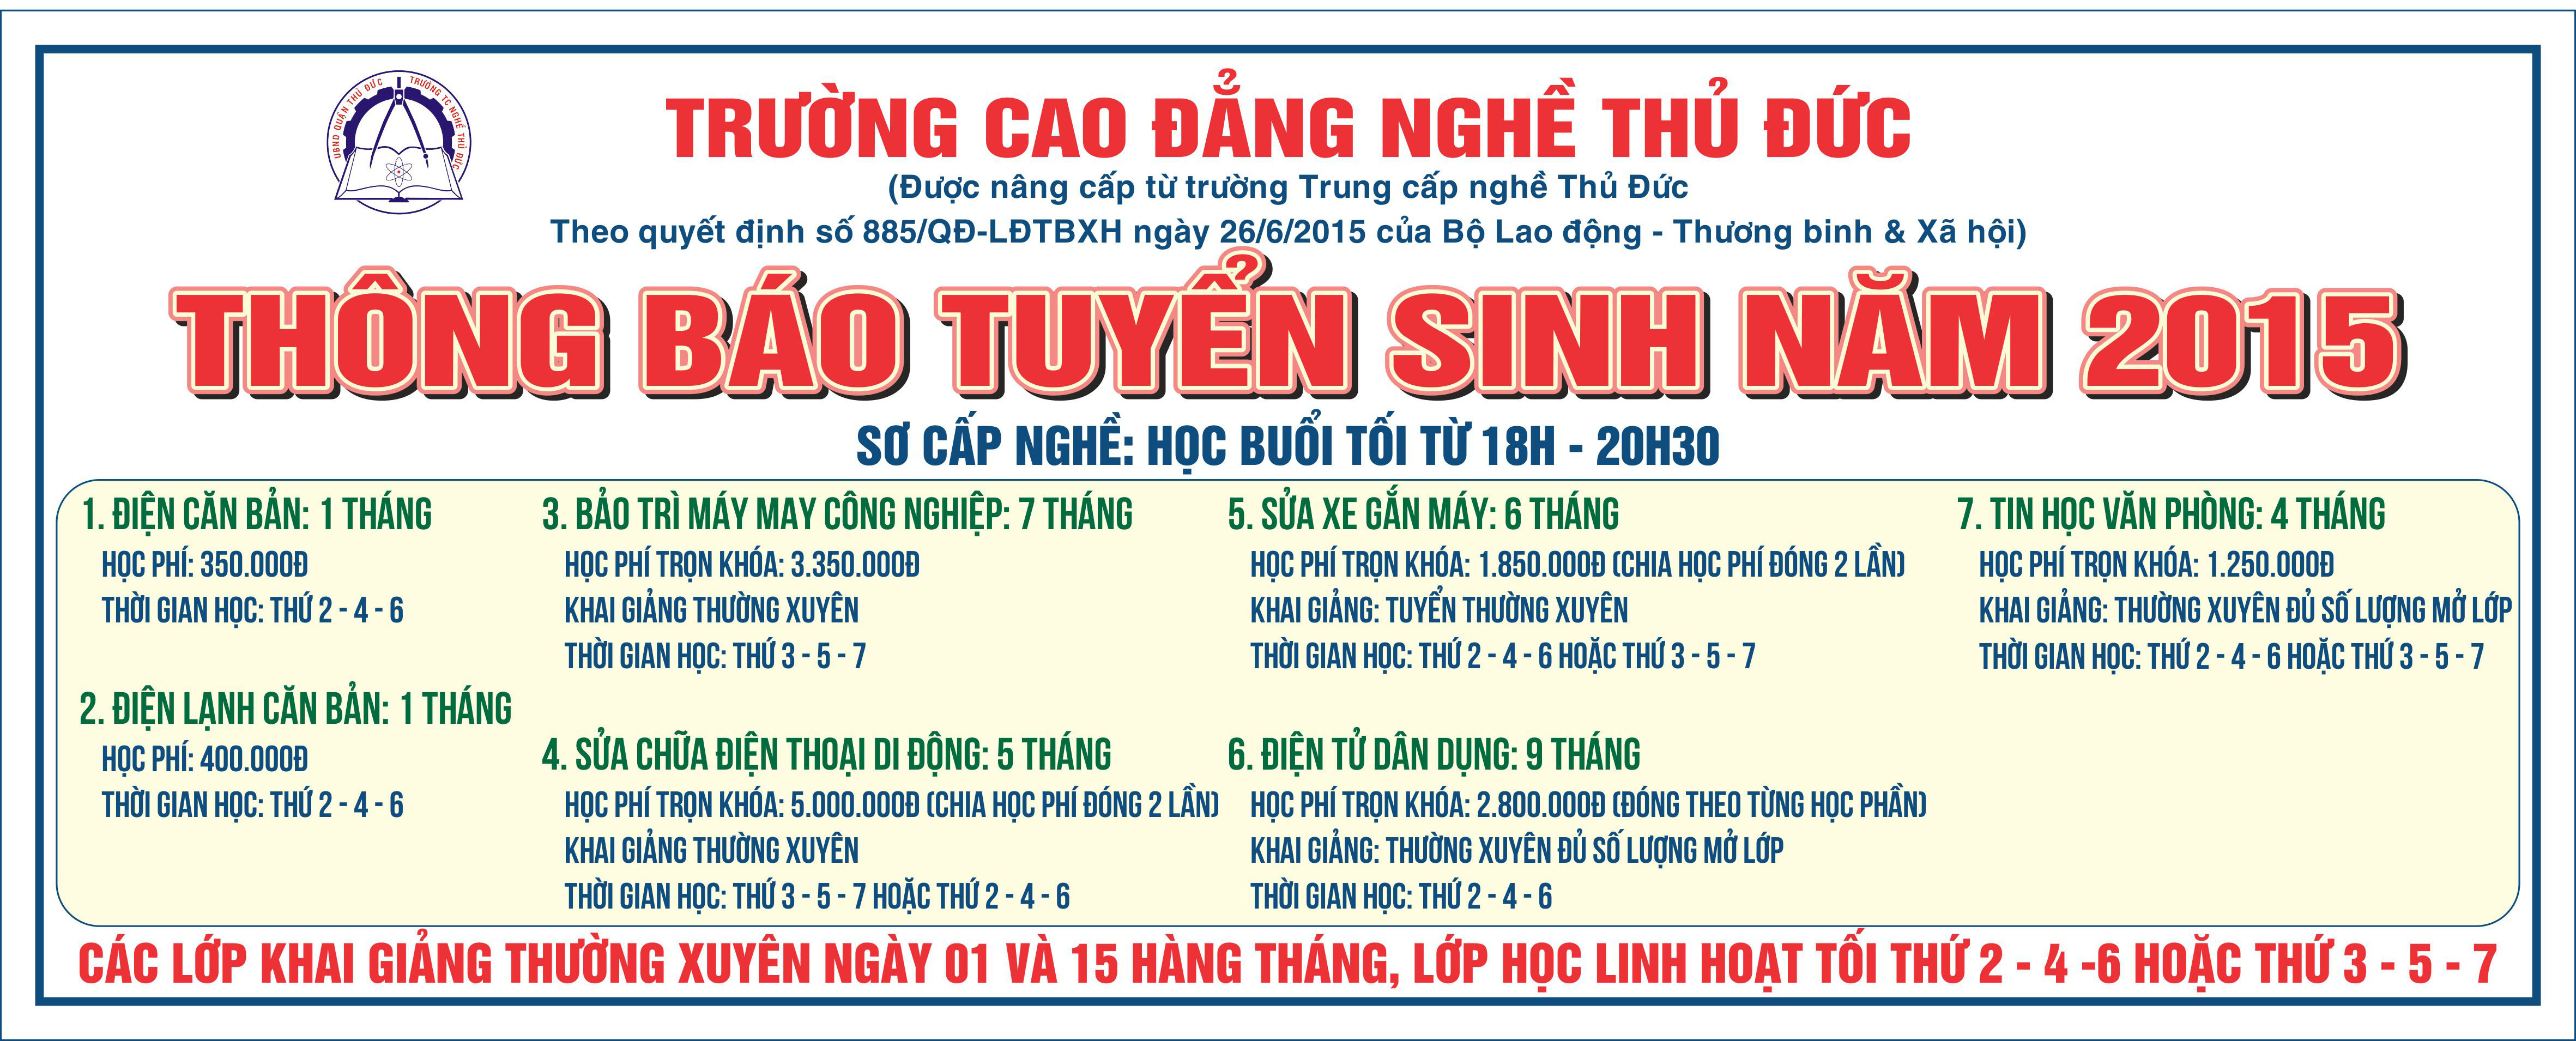 UBND QUẬN THỦ ĐỨC TRƯỜNG TC NGHỀ THỦ ĐỨC
TRƯỜNG CAO ĐẲNG NGHỀ THỦ ĐỨC
(Được nâng cấp từ trường Trung cấp nghề Thủ Đức
Theo quyết định số 885/QĐ-LĐTBXH ngày 26/6/2015 của Bộ Lao động - Thương binh & Xã hội)
THÔNG BÁO TUYỂN SINH NĂM 2015
SƠ CẤP NGHỀ: HỌC BUỔI TỐI TỪ 18H - 20H30
1. ĐIỆN CĂN BẢN: 1 THÁNG
HỌC PHÍ: 350.000Đ
THỜI GIAN HỌC: THỨ 2 - 4 - 6
2. ĐIỆN LẠNH CĂN BẢN: 1 THÁNG
HỌC PHÍ: 400.000Đ
THỜI GIAN HỌC: THỨ 2 - 4 - 6
3. BẢO TRÌ MÁY MAY CÔNG NGHIỆP: 7 THÁNG
HỌC PHÍ TRỌN KHÓA: 3.350.000Đ
KHAI GIẢNG THƯỜNG XUYÊN
THỜI GIAN HỌC: THỨ 3 - 5 - 7
4. SỬA CHỮA ĐIỆN THOẠI DI ĐỘNG: 5 THÁNG
HỌC PHÍ TRỌN KHÓA: 5.000.000Đ (CHIA HỌC PHÍ ĐÓNG 2 LẦN)
KHAI GIẢNG THƯỜNG XUYÊN
THỜI GIAN HỌC: THỨ 3 - 5 - 7 HOẶC THỨ 2 - 4 - 6
5. SỬA XE GẮN MÁY: 6 THÁNG
HỌC PHÍ TRỌN KHÓA: 1.850.000Đ (CHIA HỌC PHÍ ĐÓNG 2 LẦN)
KHAI GIẢNG: TUYỂN THƯỜNG XUYÊN
THỜI GIAN HỌC: THỨ 2 - 4 - 6 HOẶC THỨ 3 - 5 - 7
6. ĐIỆN TỬ DÂN DỤNG: 9 THÁNG
HỌC PHÍ TRỌN KHÓA: 2.800.000Đ (ĐÓNG THEO TỪNG HỌC PHẦN)
KHAI GIẢNG: THƯỜNG XUYÊN ĐỦ SỐ LƯỢNG MỞ LỚP
THỜI GIAN HỌC: THỨ 2 - 4 - 6
7. TIN HỌC VĂN PHÒNG: 4 THÁNG
HỌC PHÍ TRỌN KHÓA: 1.250.000Đ
KHAI GIẢNG: THƯỜNG XUYÊN ĐỦ SỐ LƯỢNG MỞ LỚP
THỜI GIAN HỌC: THỨ 2 - 4 - 6 HOẶC THỨ 3 - 5 - 7
CÁC LỚP KHAI GIẢNG THƯỜNG XUYÊN NGÀY 01 VÀ 15 HÀNG THÁNG, LỚP HỌC LINH HOẠT TỐI THỨ 2 - 4 -6 HOẶC THỨ 3 - 5 - 7